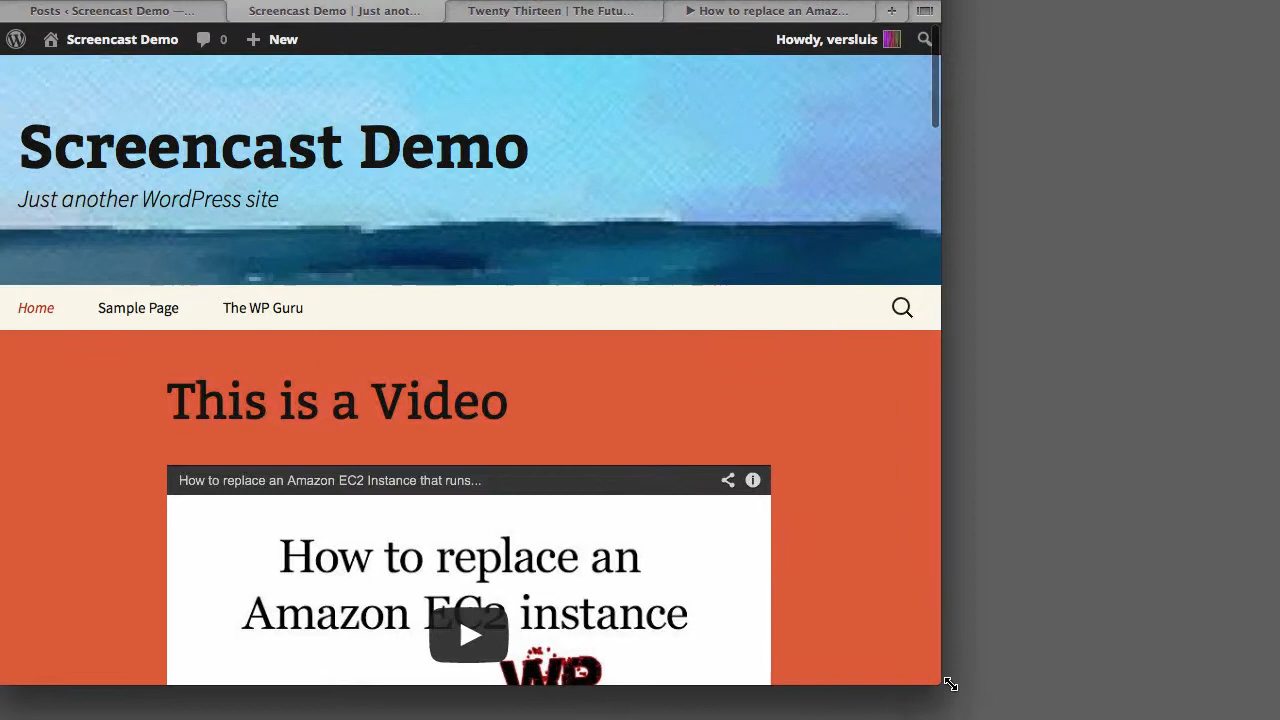 Posts ‹ Screencast Demo —...
Screencast Demo | Just anot...
Twenty Thirteen | The Futu...
▶ How to replace an Amaz...
Screencast Demo
0
New
Howdy, versluis
Screencast Demo
Just another WordPress site
Home
Sample Page
The WP Guru
This is a Video
How to replace an Amazon EC2 Instance that runs...
How to replace an
Amazon EC2 instance
WP